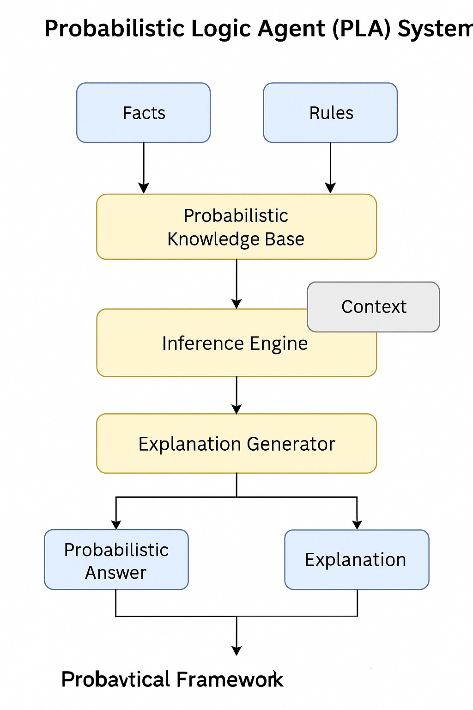 Probabilistic Logic Agent (PLA) System
Facts
Rules
Probabilistic
Knowledge Base
Context
Inference Engine
Explanation Generator
Probabilistic
Answer
Explanation
Probavtical Framework